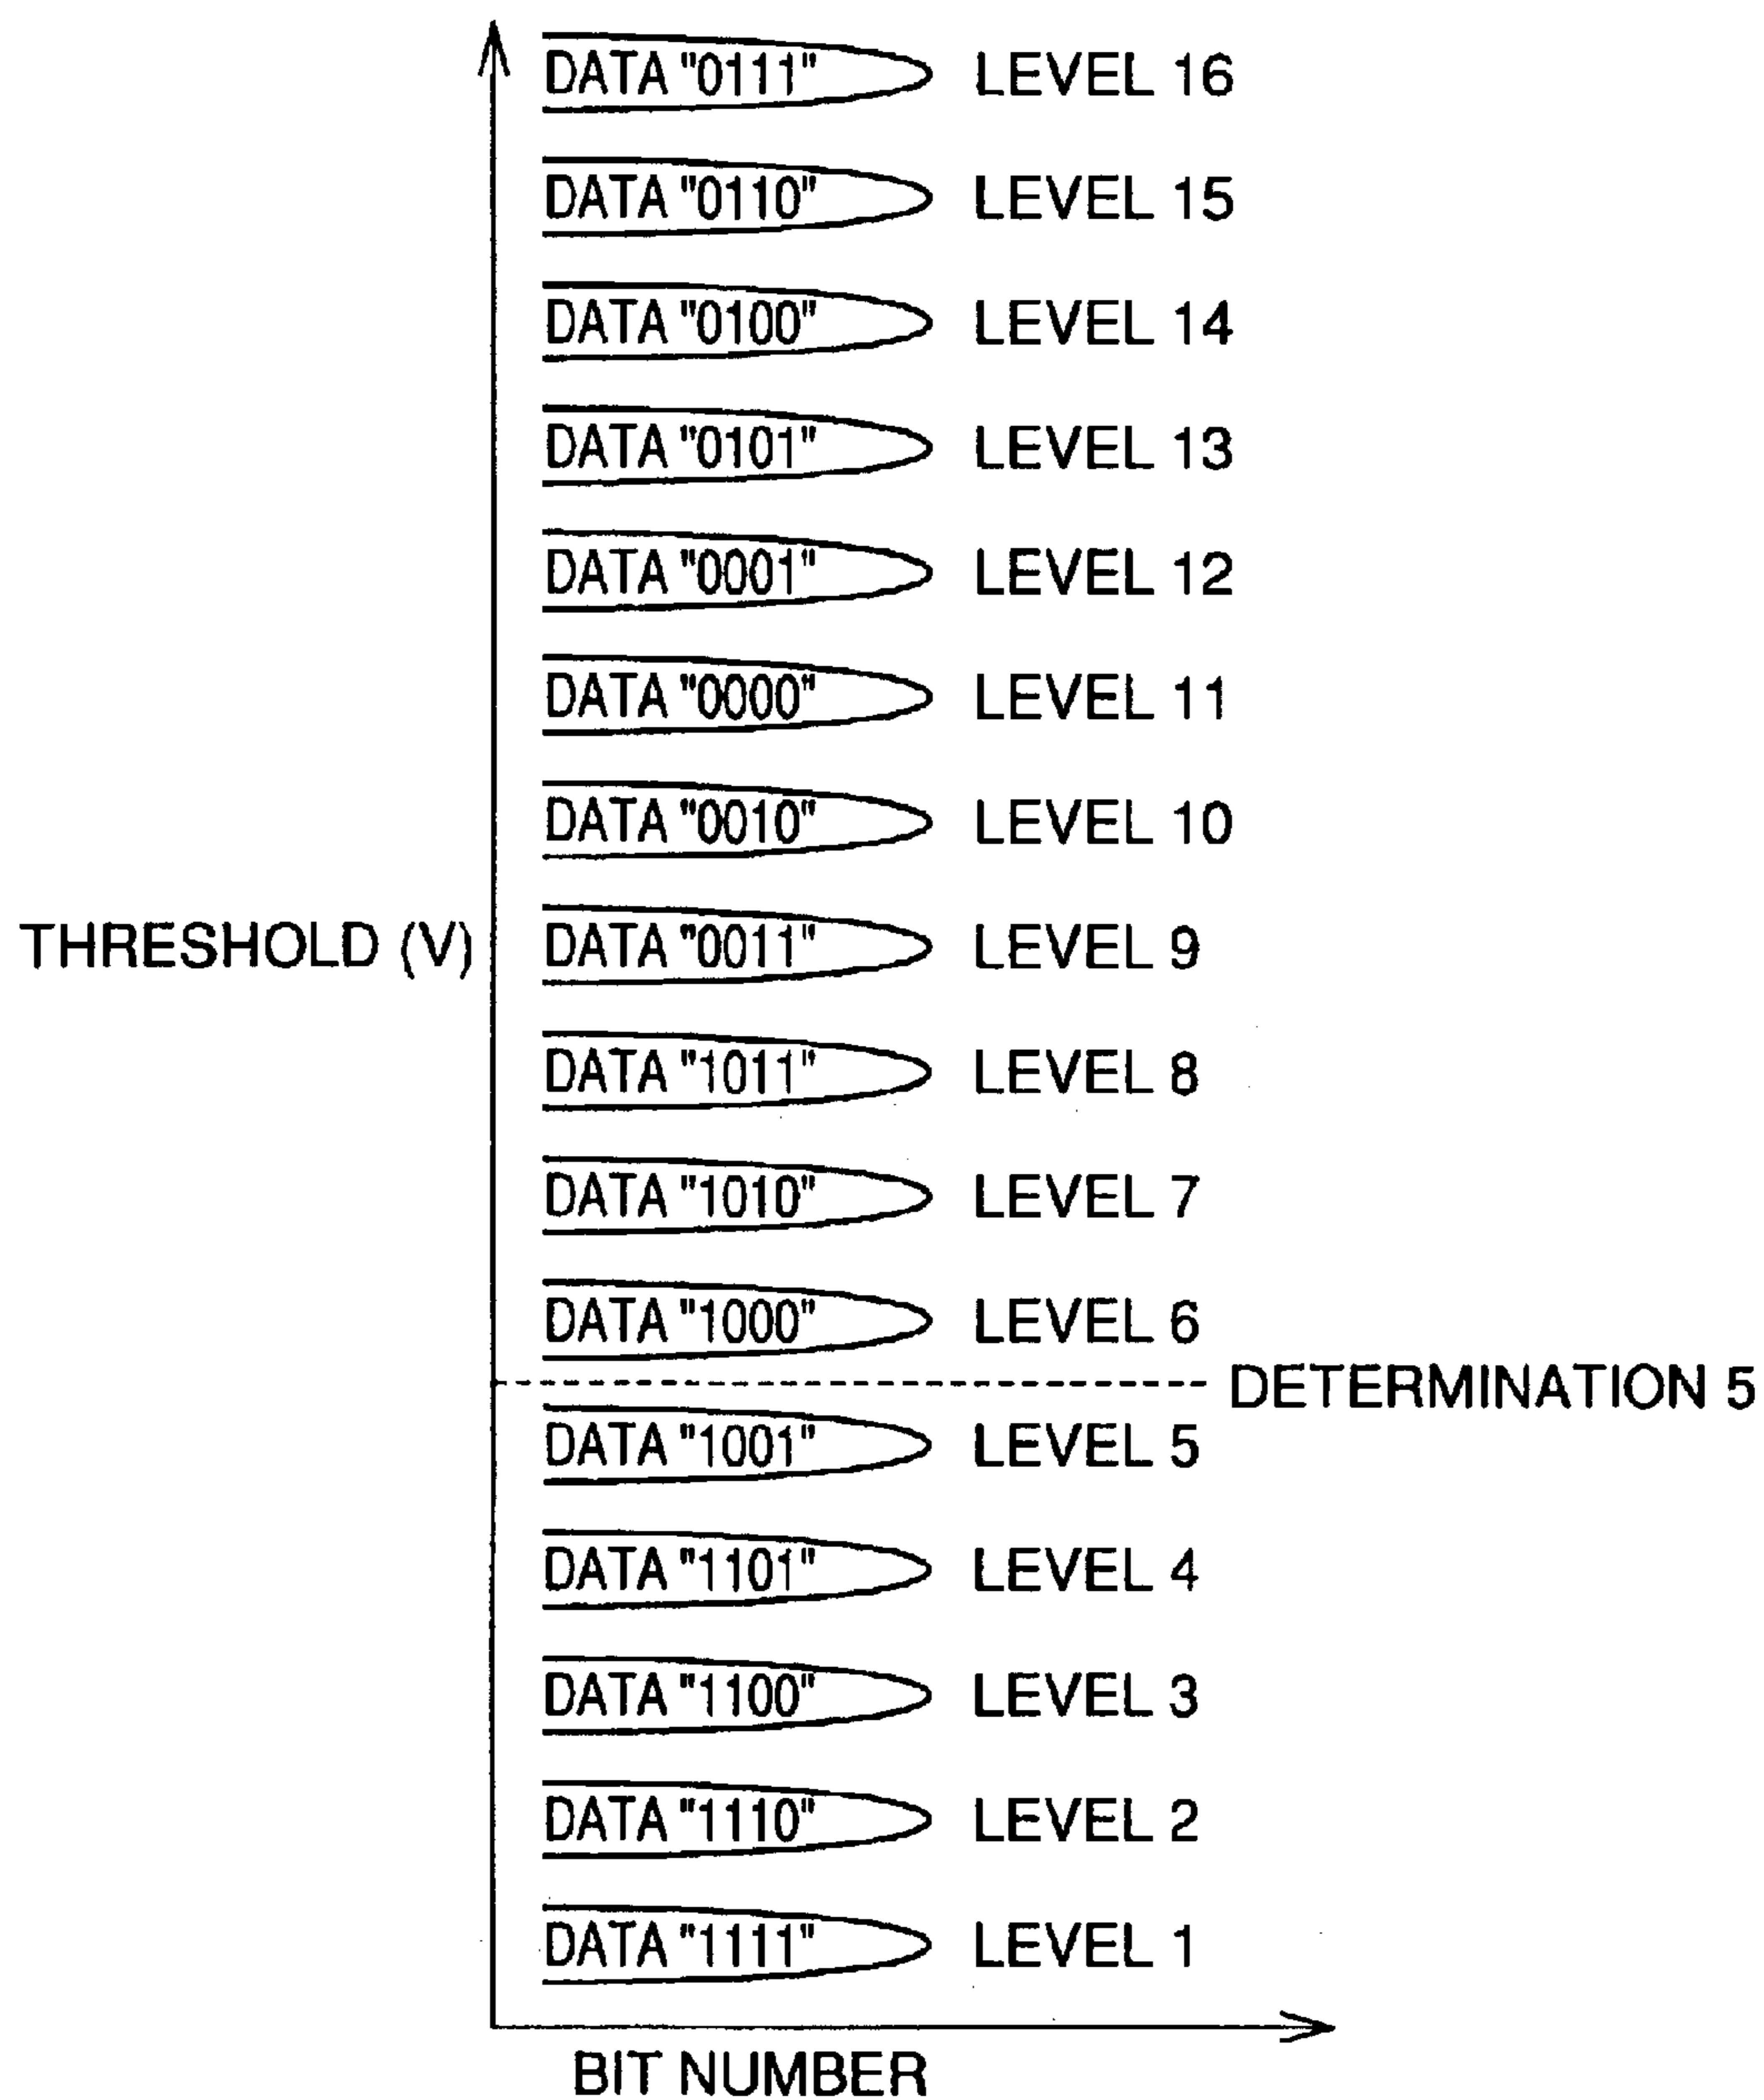 DATA "0111" LEVEL 16
DATA "0110" LEVEL 15
DATA "0100" LEVEL 14
DATA "0101" LEVEL 13
DATA "0001" LEVEL 12
DATA "0000" LEVEL 11
DATA "0010" LEVEL 10
THRESHOLD (V) DATA "0011" LEVEL 9
DATA "1011" LEVEL 8
DATA "1010" LEVEL 7
DATA "1000" LEVEL 6
DETERMINATION 5
DATA "1001" LEVEL 5
DATA "1101" LEVEL 4
DATA "1100" LEVEL 3
DATA "1110" LEVEL 2
DATA "1111" LEVEL 1
BIT NUMBER